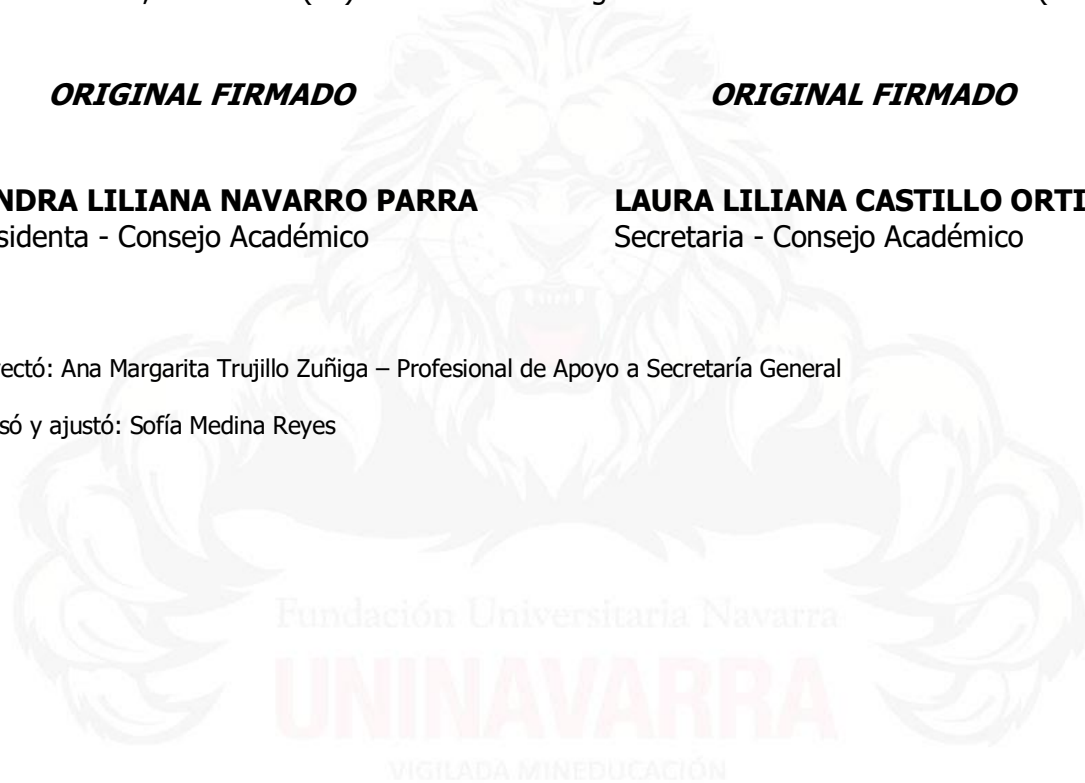 ORIGINAL FIRMADO ORIGINAL FIRMADO
NDRA LILIANA NAVARRO PARRA LAURA LILIANA CASTILLO ORTI
sidenta - Consejo Académico Secretaria - Consejo Académico
ectó: Ana Margarita Trujillo Zuñiga – Profesional de Apoyo a Secretaría General
só y ajustó: Sofía Medina Reyes
Fundación Universitaria Navarra
UNINAVARRA
VIGILADA MINEDUCACIÓN